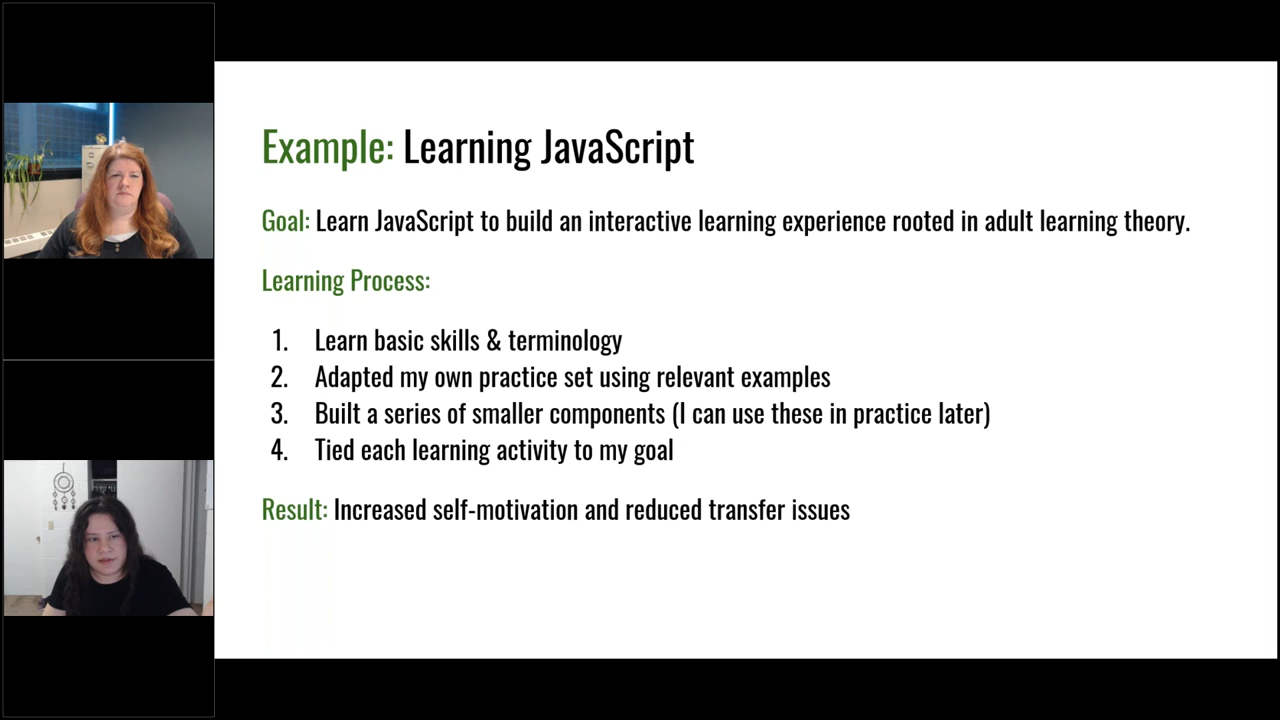 Example: Learning JavaScript
Goal: Learn JavaScript to build an interactive learning experience rooted in adult learning theory.
Learning Process:
1. Learn basic skills & terminology
2. Adapted my own practice set using relevant examples
3. Built a series of smaller components (I can use these in practice later)
4. Tied each learning activity to my goal
Result: Increased self-motivation and reduced transfer issues